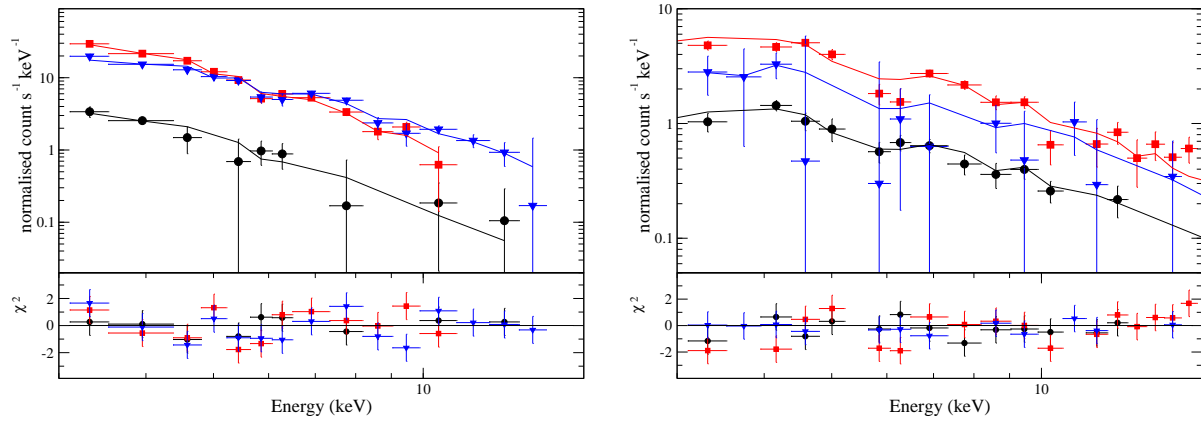 normalised count s⁻¹ keV⁻¹
10
1
0.1
χ²
2
0
-2
10
Energy (keV)
normalised count s⁻¹ keV⁻¹
10
1
0.1
χ²
2
0
-2
10
Energy (keV)